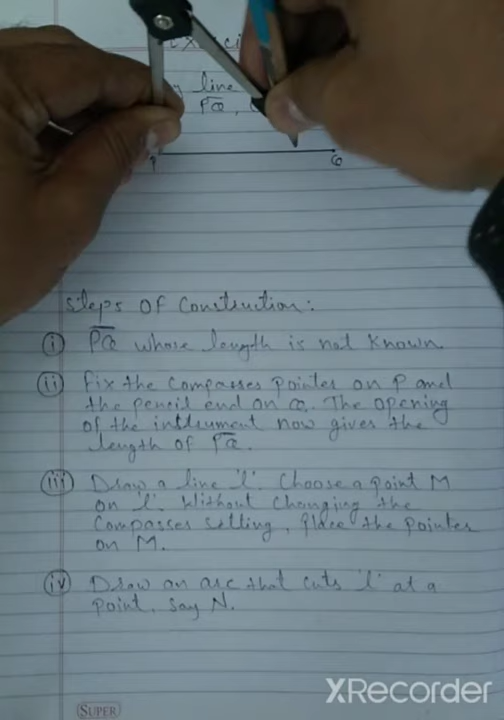 line
PQ,
P
Q
Steps of Construction:
(i) PQ whose length is not known.
(ii) Fix the compasses pointer on P and
the pencil end on Q. The opening
of the instrument now gives the
length of PQ.
(iii) Draw a line 'l'. Choose a point M
on 'l'. Without changing the
Compasses setting, place the pointer
on M.
(iv) Draw an arc that cuts 'l' at a
point, say N.
SUPER
XRecorder